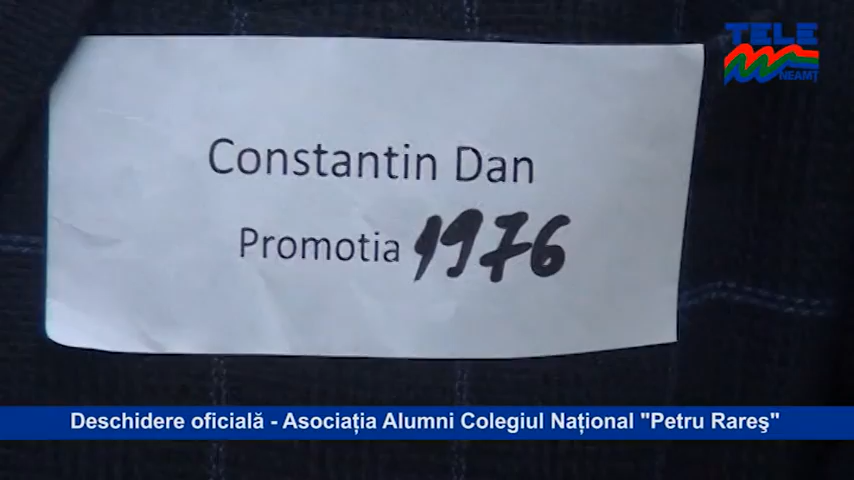 TELE
NEAMȚ
Constantin Dan
Promotia 1976
Deschidere oficială - Asociația Alumni Colegiul Național "Petru Rareş"